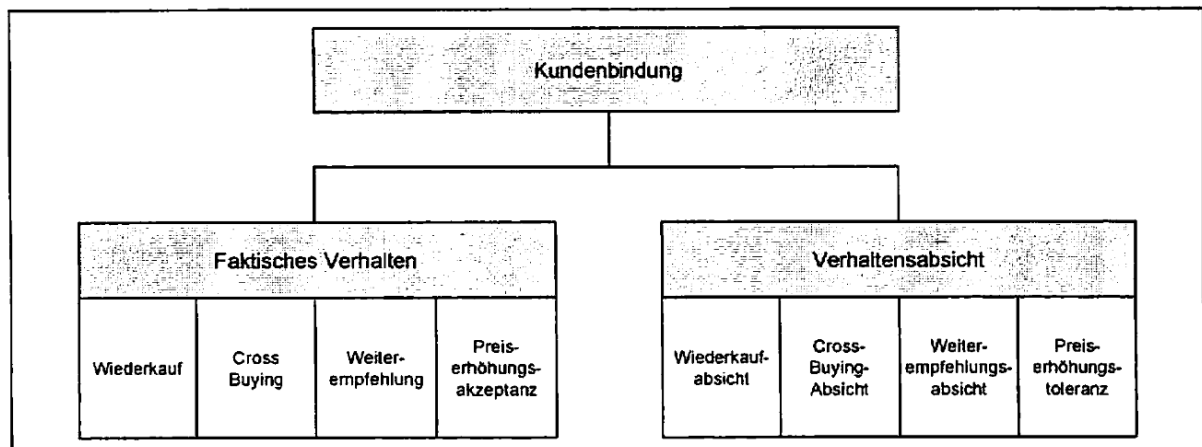 Kundenbindung
Faktisches Verhalten
Wiederkauf
Cross
Buying
Weiter-
empfehlung
Preis-
erhöhungs-
akzeptanz
Verhaltensabsicht
Wiederkauf-
absicht
Cross-
Buying-
Absicht
Weiter-
empfehlungs-
absicht
Preis-
erhöhungs-
toleranz